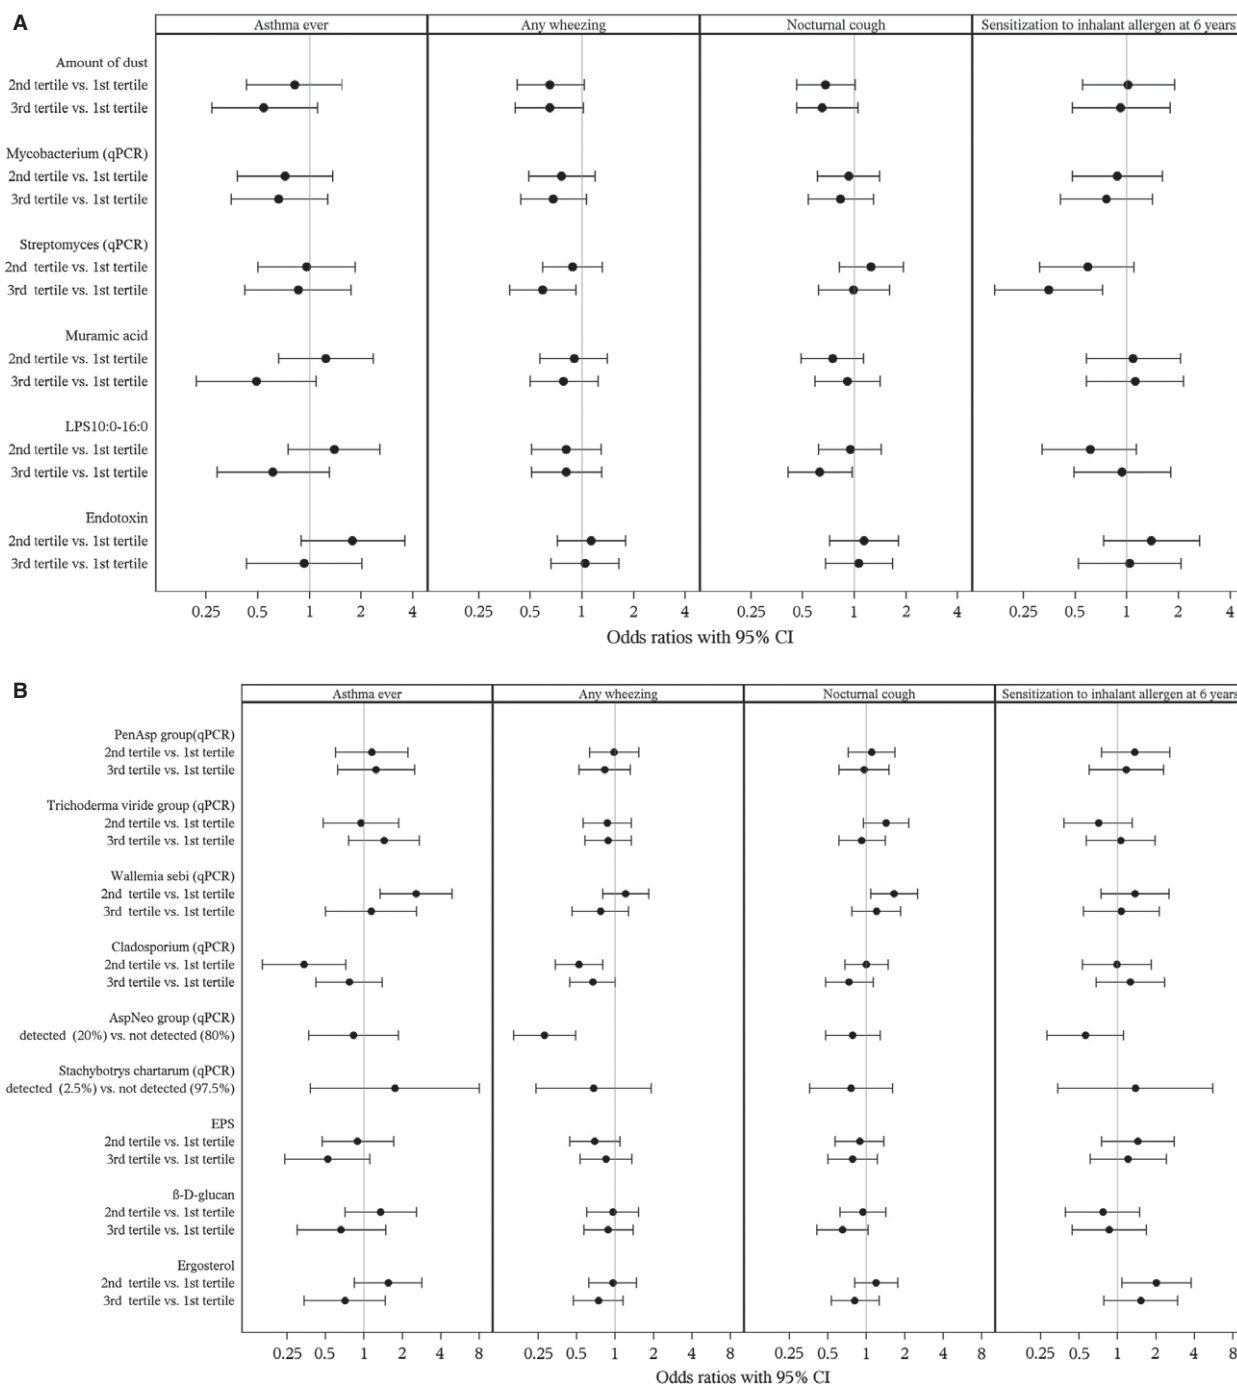 A
Asthma ever Any wheezing Nocturnal cough Sensitization to inhalant allergen at 6 years
Amount of dust
2nd tertile vs. 1st tertile
3rd tertile vs. 1st tertile
Mycobacterium (qPCR)
2nd tertile vs. 1st tertile
3rd tertile vs. 1st tertile
Streptomyces (qPCR)
2nd tertile vs. 1st tertile
3rd tertile vs. 1st tertile
Muramic acid
2nd tertile vs. 1st tertile
3rd tertile vs. 1st tertile
LPS10:0-16:0
2nd tertile vs. 1st tertile
3rd tertile vs. 1st tertile
Endotoxin
2nd tertile vs. 1st tertile
3rd tertile vs. 1st tertile
0.25 0.5 1 2 4 0.25 0.5 1 2 4 0.25 0.5 1 2 4 0.25 0.5 1 2 4
Odds ratios with 95% CI
B
Asthma ever Any wheezing Nocturnal cough Sensitization to inhalant allergen at 6 years
PenAsp group(qPCR)
2nd tertile vs. 1st tertile
3rd tertile vs. 1st tertile
Trichoderma viride group (qPCR)
2nd tertile vs. 1st tertile
3rd tertile vs. 1st tertile
Wallemia sebi (qPCR)
2nd tertile vs. 1st tertile
3rd tertile vs. 1st tertile
Cladosporium (qPCR)
2nd tertile vs. 1st tertile
3rd tertile vs. 1st tertile
AspNeo group (qPCR)
detected (20%) vs. not detected (80%)
Stachybotrys chartarum (qPCR)
detected (2.5%) vs. not detected (97.5%)
EPS
2nd tertile vs. 1st tertile
3rd tertile vs. 1st tertile
ß-D-glucan
2nd tertile vs. 1st tertile
3rd tertile vs. 1st tertile
Ergosterol
2nd tertile vs. 1st tertile
3rd tertile vs. 1st tertile
0.25 0.5 1 2 4 8 0.25 0.5 1 2 4 8 0.25 0.5 1 2 4 8 0.25 0.5 1 2 4 8
Odds ratios with 95% CI